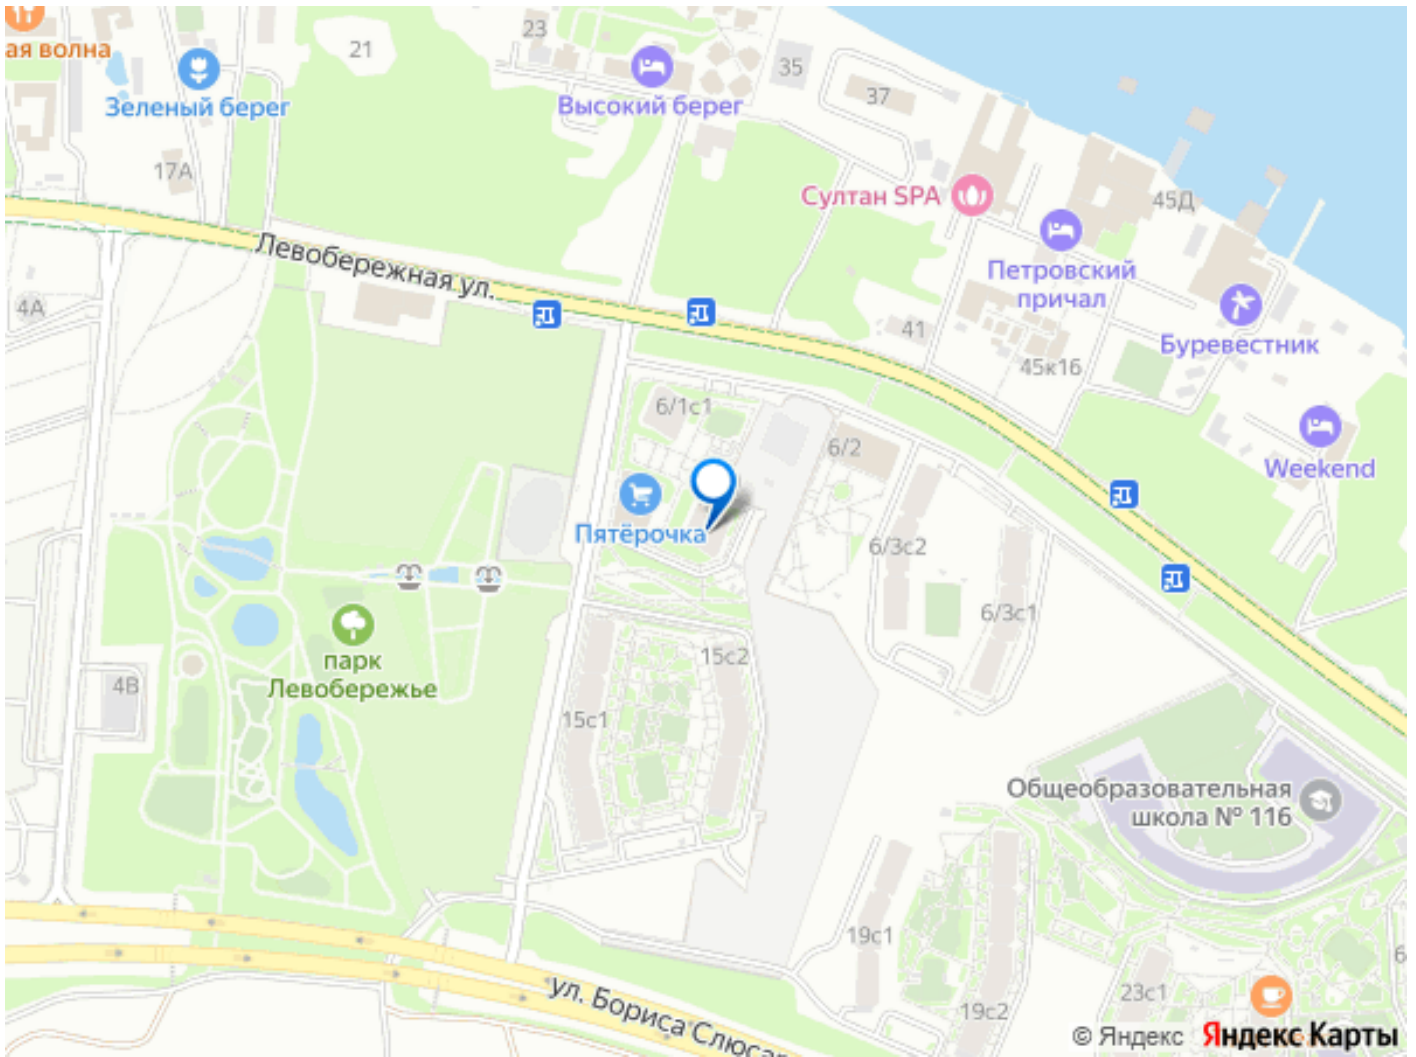 ая волна
21
23
35
37
Зеленый берег
Высокий берег
17А
Султан SPA
45Д
Левобережная ул.
Петровский
причал
4А
41
Буревестник
45к16
6/1с1
6/2
Weekend
Пятёрочка
6/3с2
6/3с1
парк
Левобережье
15с2
4В
15с1
Общеобразовательная
школа № 116
19с1
23с1
19с2
6
ул. Бориса Слюсар
© Яндекс Яндекс Карты